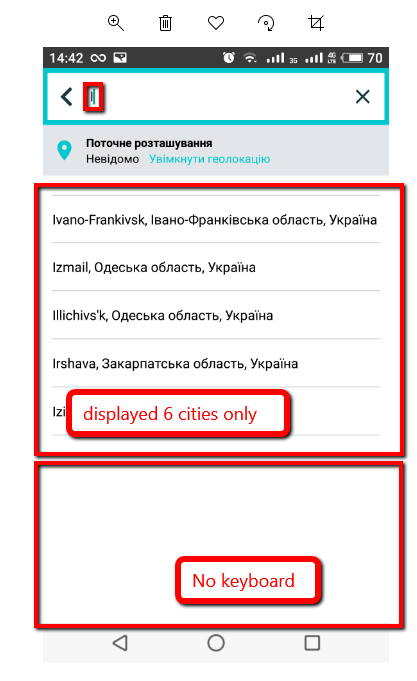 14:42 3G 4G LTE 70
Поточне розташування
Невідомо Увімкнути геолокацію
Ivano-Frankivsk, Івано-Франківська область, Україна
Izmail, Одеська область, Україна
Illichivs'k, Одеська область, Україна
Irshava, Закарпатська область, Україна
displayed 6 cities only
No keyboard